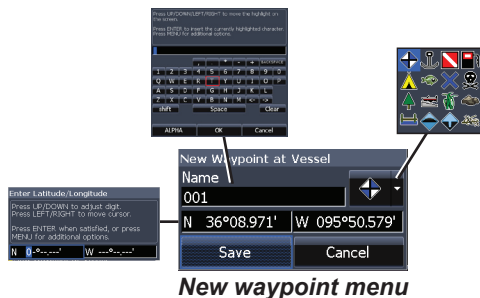 Press UP/DOWN/LEFT/RIGHT to move the highlight on
the screen.
Press ENTER to insert the currently highlighted character.
Press MENU for additional options.
, . * - + BACKSPACE
1 2 3 4 5 6 7 8 9 0
Q W E R T Y U I O P
A S D F G H J K L
Z X C V B N M <- ->
shift Space Clear
ALPHA OK Cancel
New Waypoint at Vessel
Name
001
N 36°08.971' W 095°50.579'
Save Cancel
Enter Latitude/Longitude
Press UP/DOWN to adjust digit.
Press LEFT/RIGHT to move cursor.
Press ENTER when satisfied, or press
MENU for additional options.
N 0-°--.---' W ---°--.---'
New waypoint menu